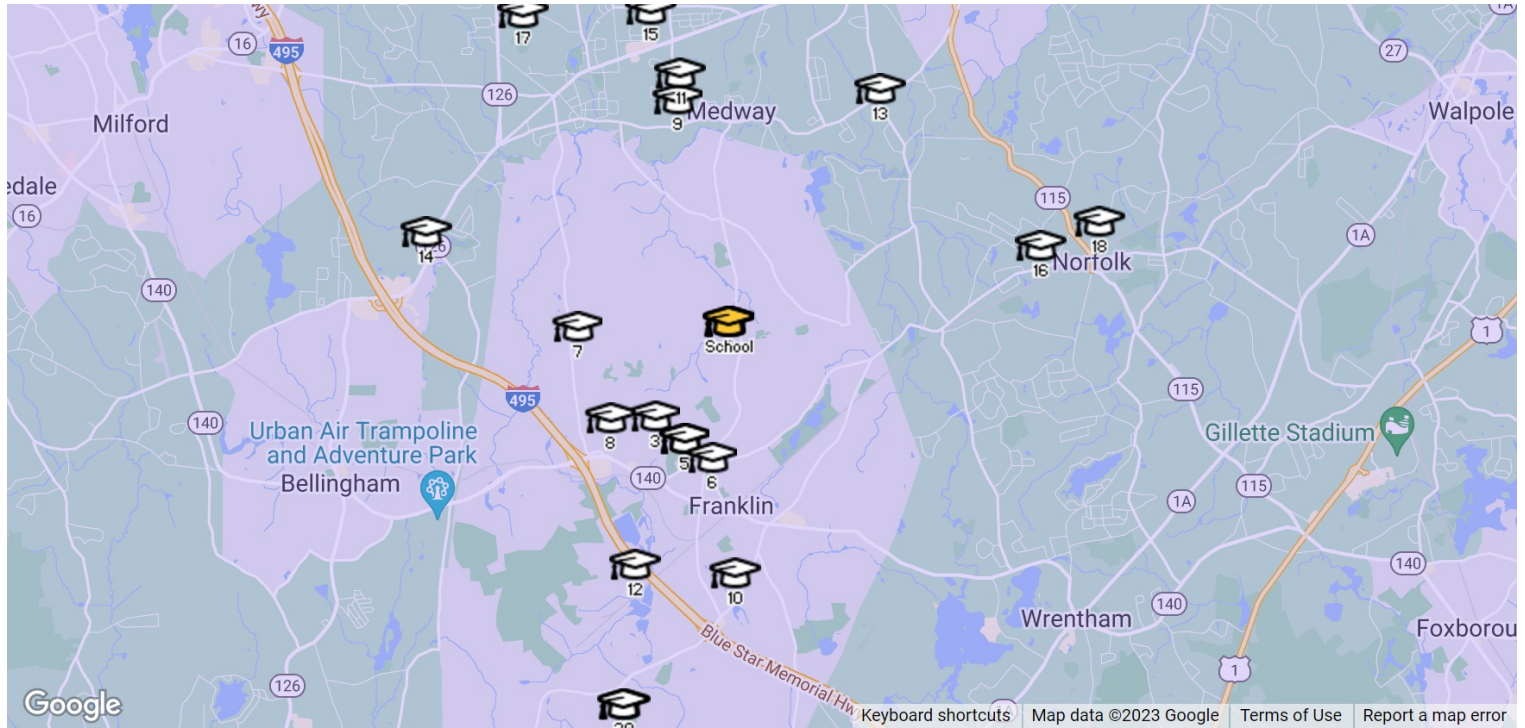 wy
16
495
17
15
27
1A
126
11
Medway
9
13
Milford
Walpole
edale
16
115
18
1A
126
14
16
Norfolk
140
1
7
School
495
115
140
Urban Air Trampoline
and Adventure Park
8
3
5
6
Gillette Stadium
Bellingham
140
115
Franklin
1A
12
10
140
140
Wrentham
Foxborou
Blue Star Memorial Hw
1
126
Google
Keyboard shortcuts
Map data ©2023 Google
Terms of Use
Report a map error